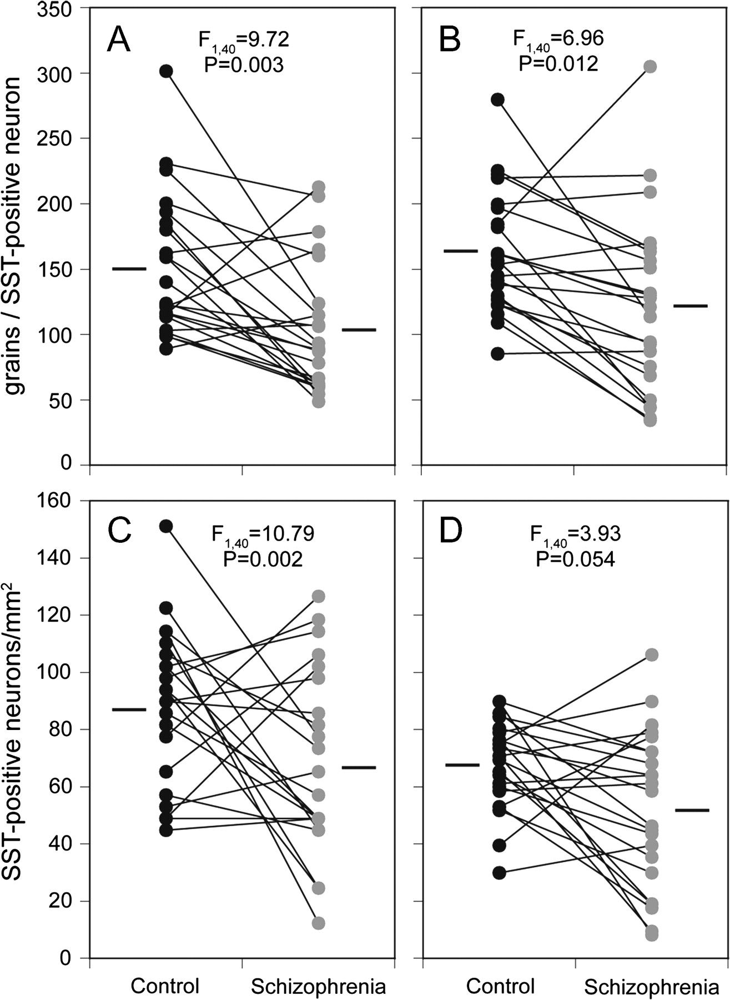 A
F1,40=9.72
P=0.003
B
F1,40=6.96
P=0.012
350
300
250
200
150
100
50
0
grains / SST-positive neuron
C
F1,40=10.79
P=0.002
D
F1,40=3.93
P=0.054
160
140
120
100
80
60
40
20
0
SST-positive neurons/mm²
Control
Schizophrenia
Control
Schizophrenia